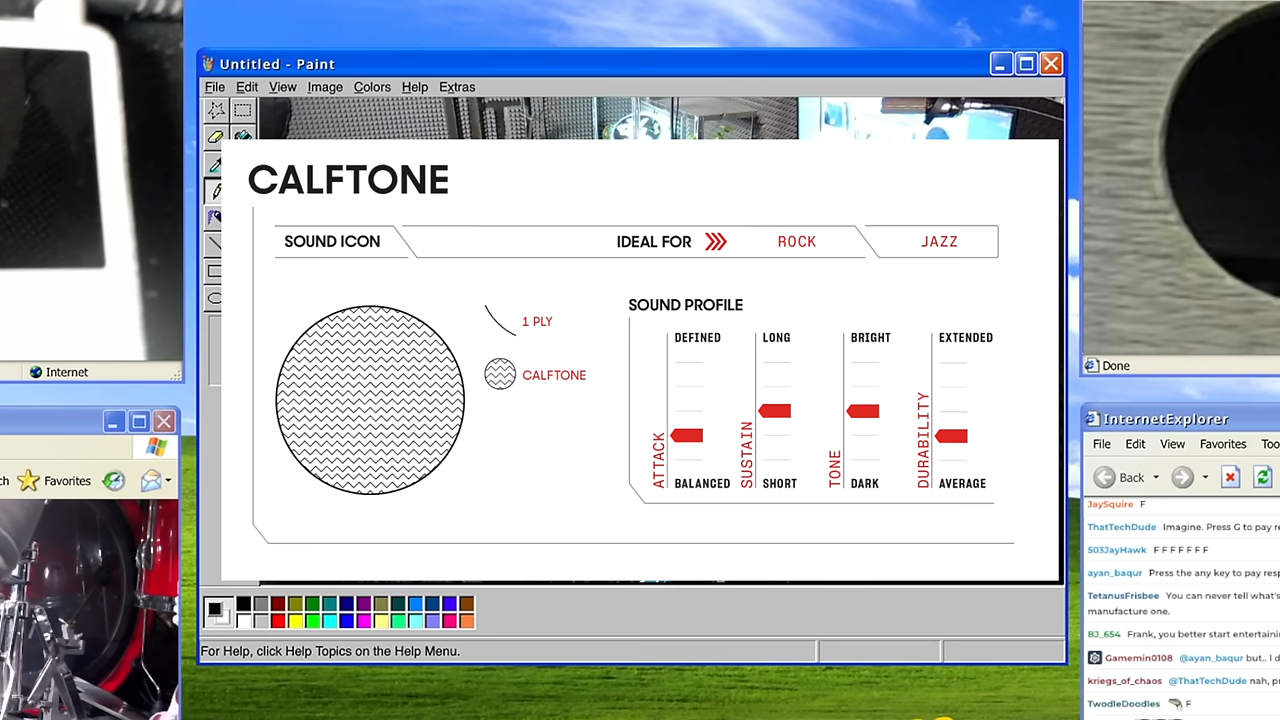 Untitled - Paint
File Edit View Image Colors Help Extras
CALFTONE
SOUND ICON
IDEAL FOR
ROCK
JAZZ
1 PLY
CALFTONE
SOUND PROFILE
ATTACK
DEFINED
BALANCED
SUSTAIN
LONG
SHORT
TONE
BRIGHT
DARK
DURABILITY
EXTENDED
AVERAGE
For Help, click Help Topics on the Help Menu.
Internet
Favorites
Done
InternetExplorer
File Edit View Favorites
Back
JaySquire F
ThatTechDude Imagine. Press G to pay
503JayHawk F F F F F F F
ayan_baqur Press the any key to pay
TetanusFrisbee You can never tell what's
manufacture one.
BJ_654 Frank, you better start
Gamemin0108 @ayan_baqur but.. I
kriegs_of_chaos @ThatTechDude nah,
TwodleDoodles F